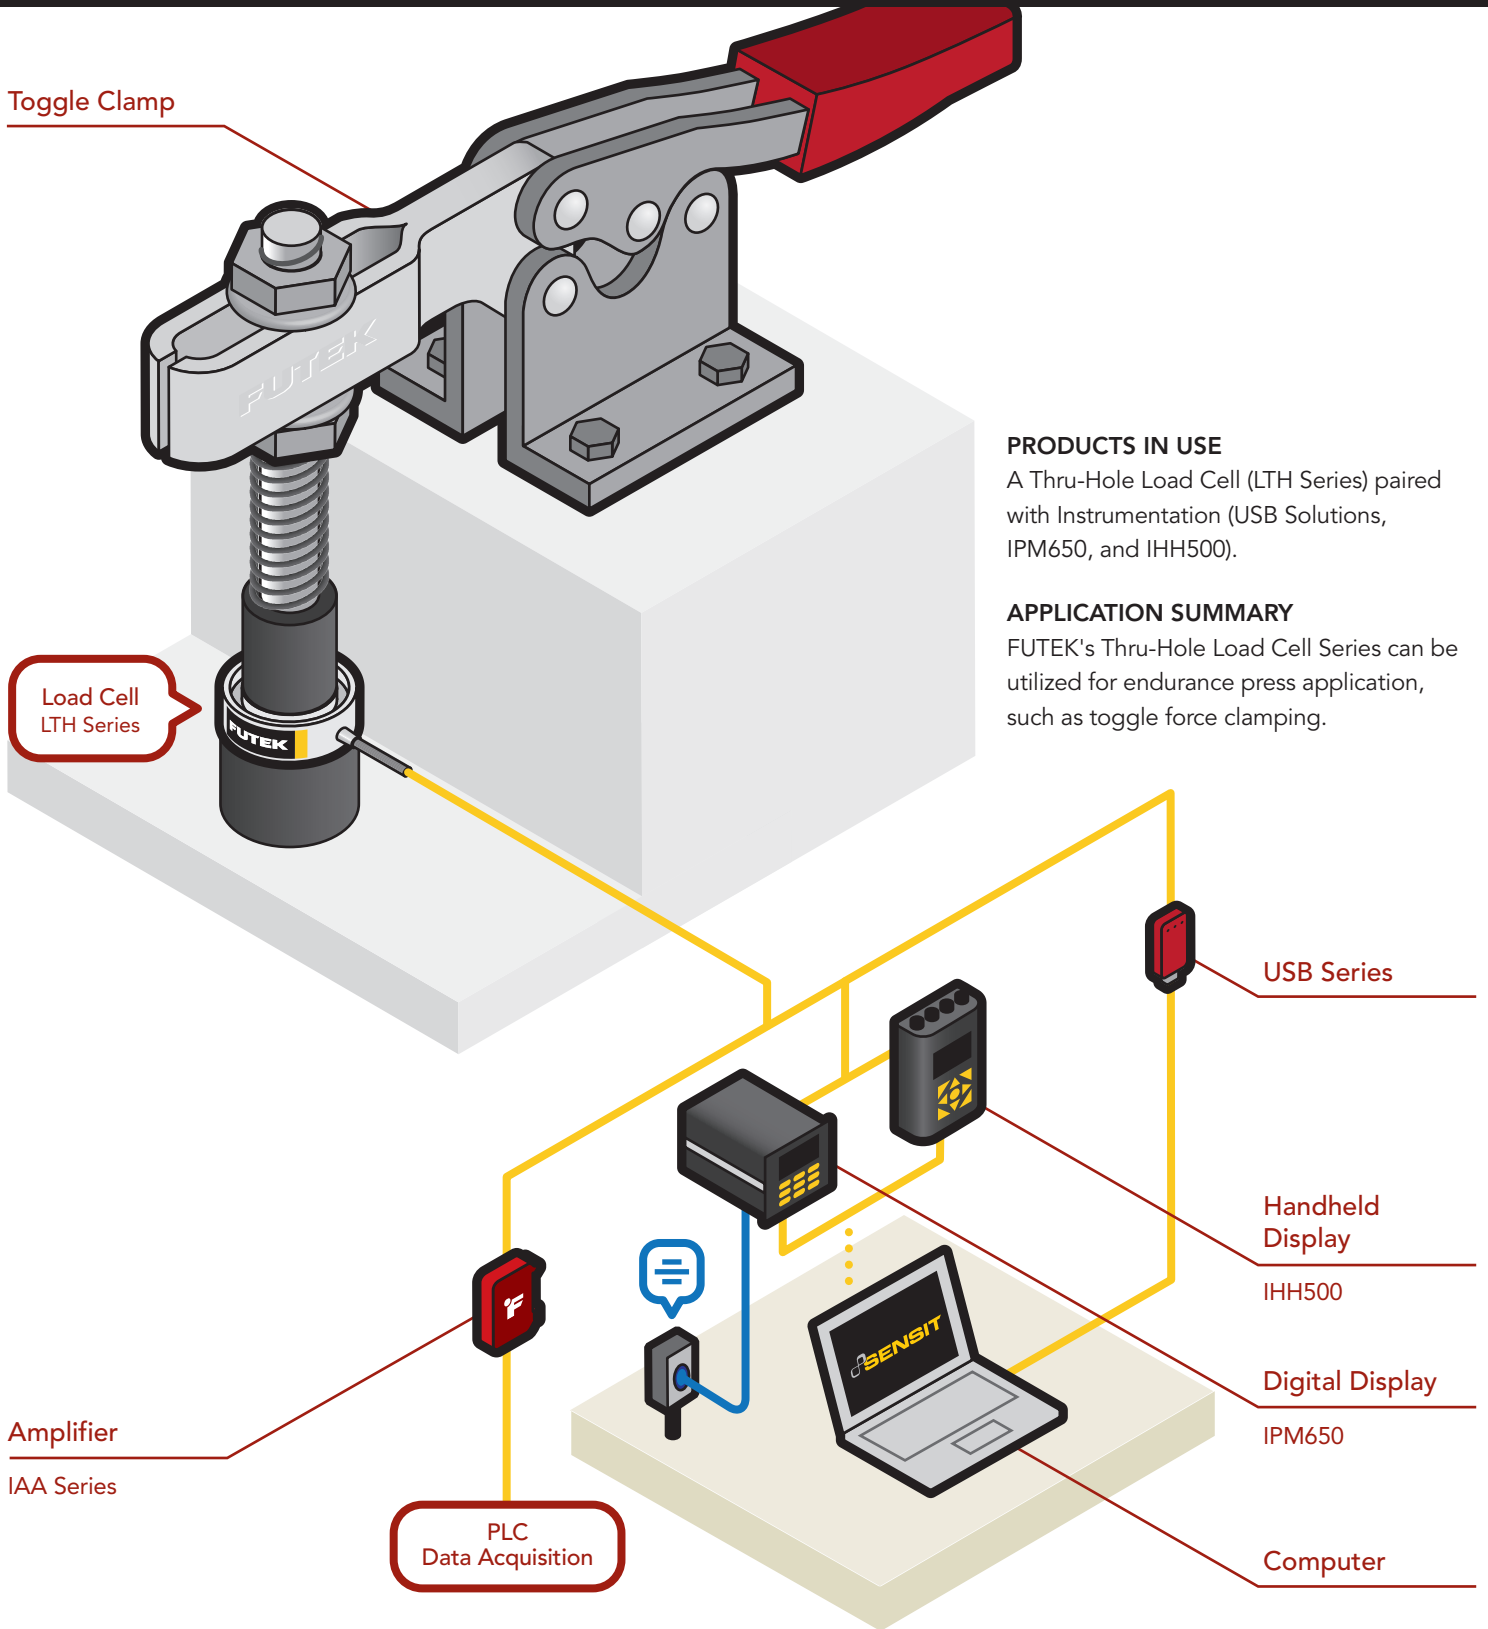 Toggle Clamp
FUTEK
PRODUCTS IN USE
A Thru-Hole Load Cell (LTH Series) paired
with Instrumentation (USB Solutions,
IPM650, and IHH500).
APPLICATION SUMMARY
FUTEK's Thru-Hole Load Cell Series can be
utilized for endurance press application,
such as toggle force clamping.
Load Cell
LTH Series
FUTEK
USB Series
Handheld
Display
IHH500
SENSIT
Digital Display
IPM650
Amplifier
IAA Series
PLC
Data Acquisition
Computer